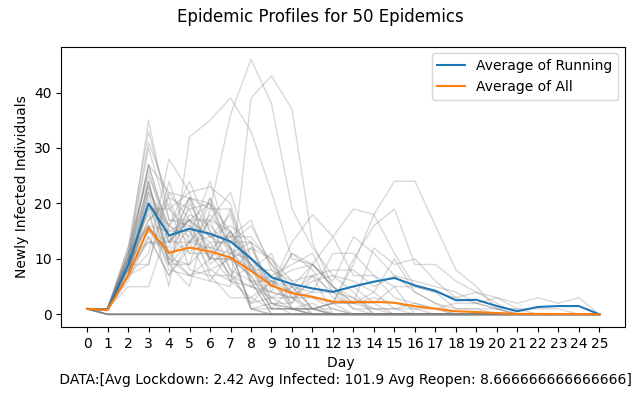 Epidemic Profiles for 50 Epidemics
Average of Running
Average of All
Newly Infected Individuals
40
30
20
10
0
0 1 2 3 4 5 6 7 8 9 10 11 12 13 14 15 16 17 18 19 20 21 22 23 24 25
Day
DATA:[Avg Lockdown: 2.42 Avg Infected: 101.9 Avg Reopen: 8.666666666666666]